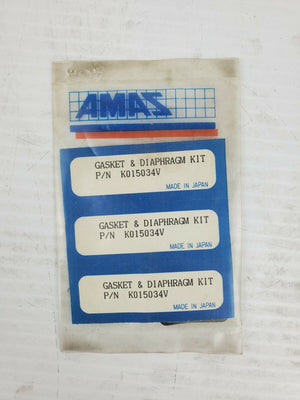 AMAS
GASKET & DIAPHRAGM KIT
P/N K015034V
MADE IN JAPAN
GASKET & DIAPHRAGM KIT
P/N K015034V
MADE IN JAPAN
GASKET & DIAPHRAGM KIT
P/N K015034V
MADE IN JAPAN